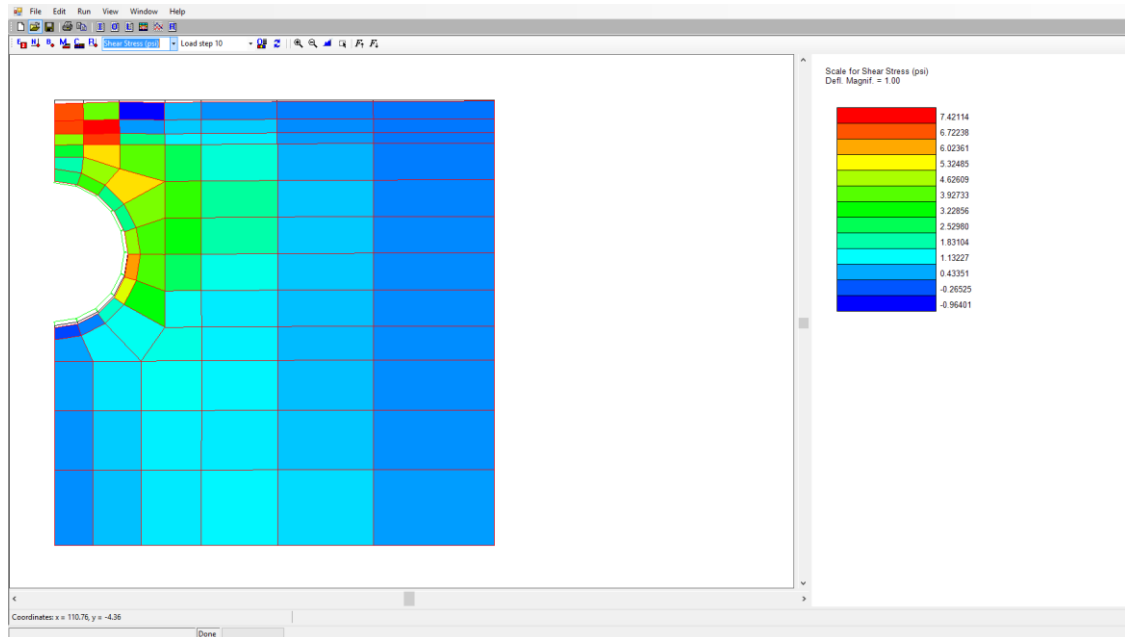 File Edit Run View Window Help
Shear Stress (psi) Load step 10
Scale for Shear Stress (psi)
Defl. Magnif. = 1.00
7.42114
6.72238
6.02361
5.32485
4.62609
3.92733
3.22856
2.52980
1.83104
1.13227
0.43351
-0.26525
-0.96401
Coordinates: x = 110.76, y = -4.36
Done